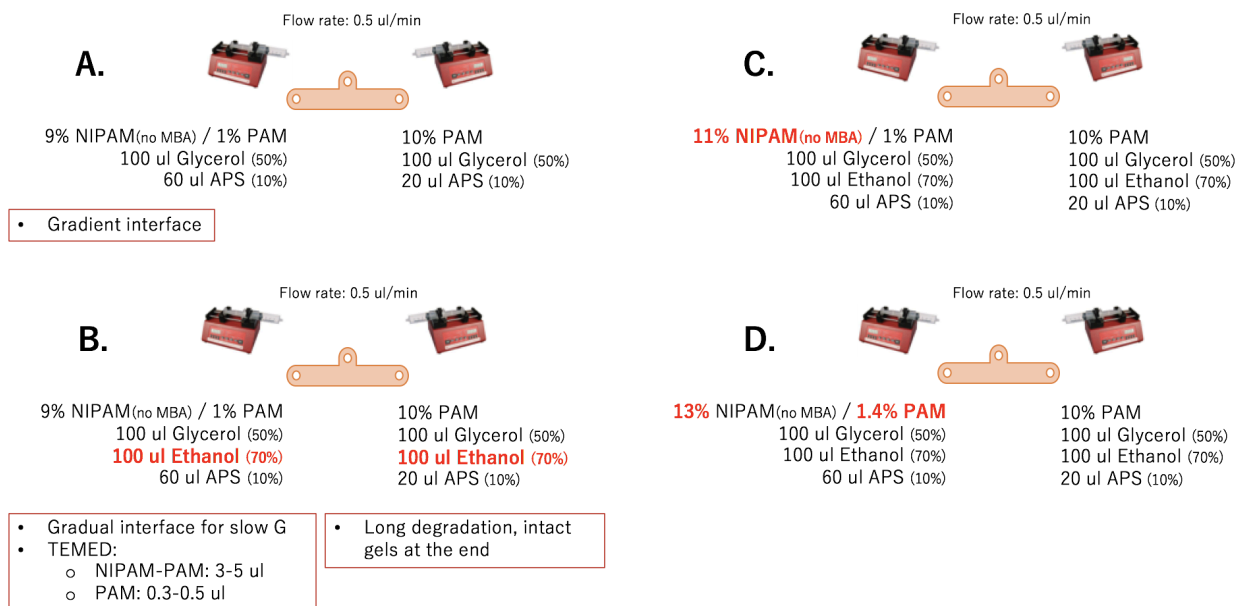 Flow rate: 0.5 ul/min
A.
9% NIPAM(no MBA) / 1% PAM
100 ul Glycerol (50%)
60 ul APS (10%)
10% PAM
100 ul Glycerol (50%)
20 ul APS (10%)
• Gradient interface
Flow rate: 0.5 ul/min
B.
9% NIPAM(no MBA) / 1% PAM
100 ul Glycerol (50%)
100 ul Ethanol (70%)
60 ul APS (10%)
10% PAM
100 ul Glycerol (50%)
100 ul Ethanol (70%)
20 ul APS (10%)
• Gradual interface for slow G
• TEMED:
o NIPAM-PAM: 3-5 ul
o PAM: 0.3-0.5 ul
• Long degradation, intact
gels at the end
Flow rate: 0.5 ul/min
C.
11% NIPAM(no MBA) / 1% PAM
100 ul Glycerol (50%)
100 ul Ethanol (70%)
60 ul APS (10%)
10% PAM
100 ul Glycerol (50%)
100 ul Ethanol (70%)
20 ul APS (10%)
Flow rate: 0.5 ul/min
D.
13% NIPAM(no MBA) / 1.4% PAM
100 ul Glycerol (50%)
100 ul Ethanol (70%)
60 ul APS (10%)
10% PAM
100 ul Glycerol (50%)
100 ul Ethanol (70%)
20 ul APS (10%)